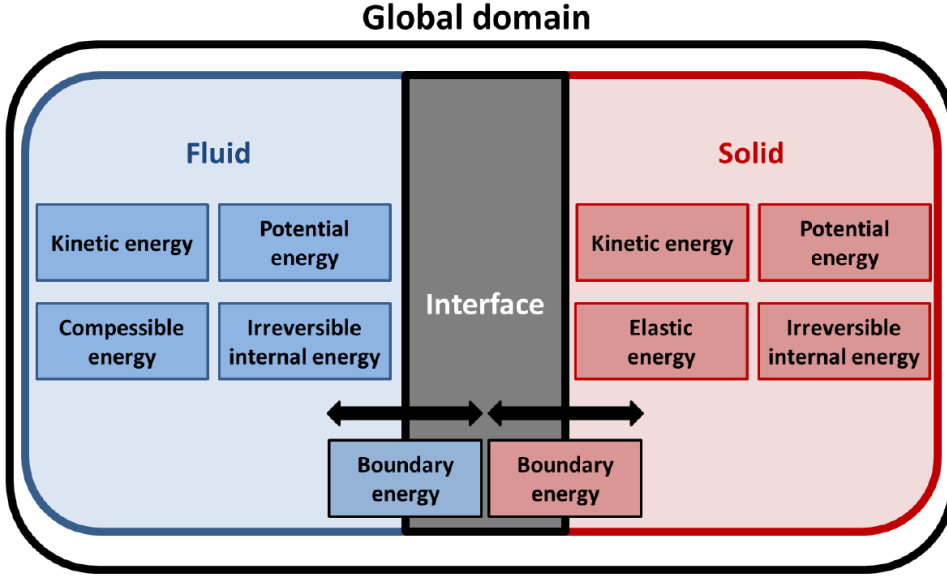 Global domain
Fluid
Solid
Kinetic energy
Potential
energy
Kinetic energy
Potential
energy
Interface
Compessible
energy
Irreversible
internal energy
Elastic
energy
Irreversible
internal energy
Boundary
energy
Boundary
energy